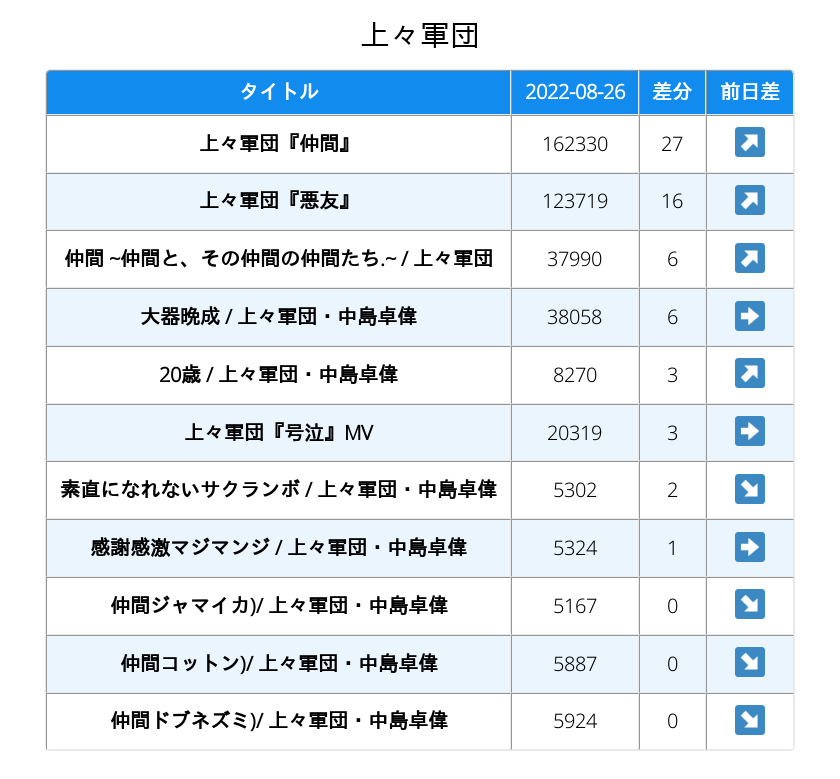 上々軍団
タイトル 2022-08-26 差分 前日差
上々軍団『仲間』 162330 27 ↗
上々軍団『悪友』 123719 16 ↗
仲間 ~仲間と、その仲間の仲間たち.~ / 上々軍団 37990 6 ↗
大器晩成 / 上々軍団・中島卓偉 38058 6 ➡
20歳 / 上々軍団・中島卓偉 8270 3 ↗
上々軍団『号泣』MV 20319 3 ➡
素直になれないサクランボ / 上々軍団・中島卓偉 5302 2 ↘
感謝感激マジマンジ / 上々軍団・中島卓偉 5324 1 ➡
仲間ジャマイカ)/ 上々軍団・中島卓偉 5167 0 ↘
仲間コットン)/ 上々軍団・中島卓偉 5887 0 ↘
仲間ドブネズミ)/ 上々軍団・中島卓偉 5924 0 ↘